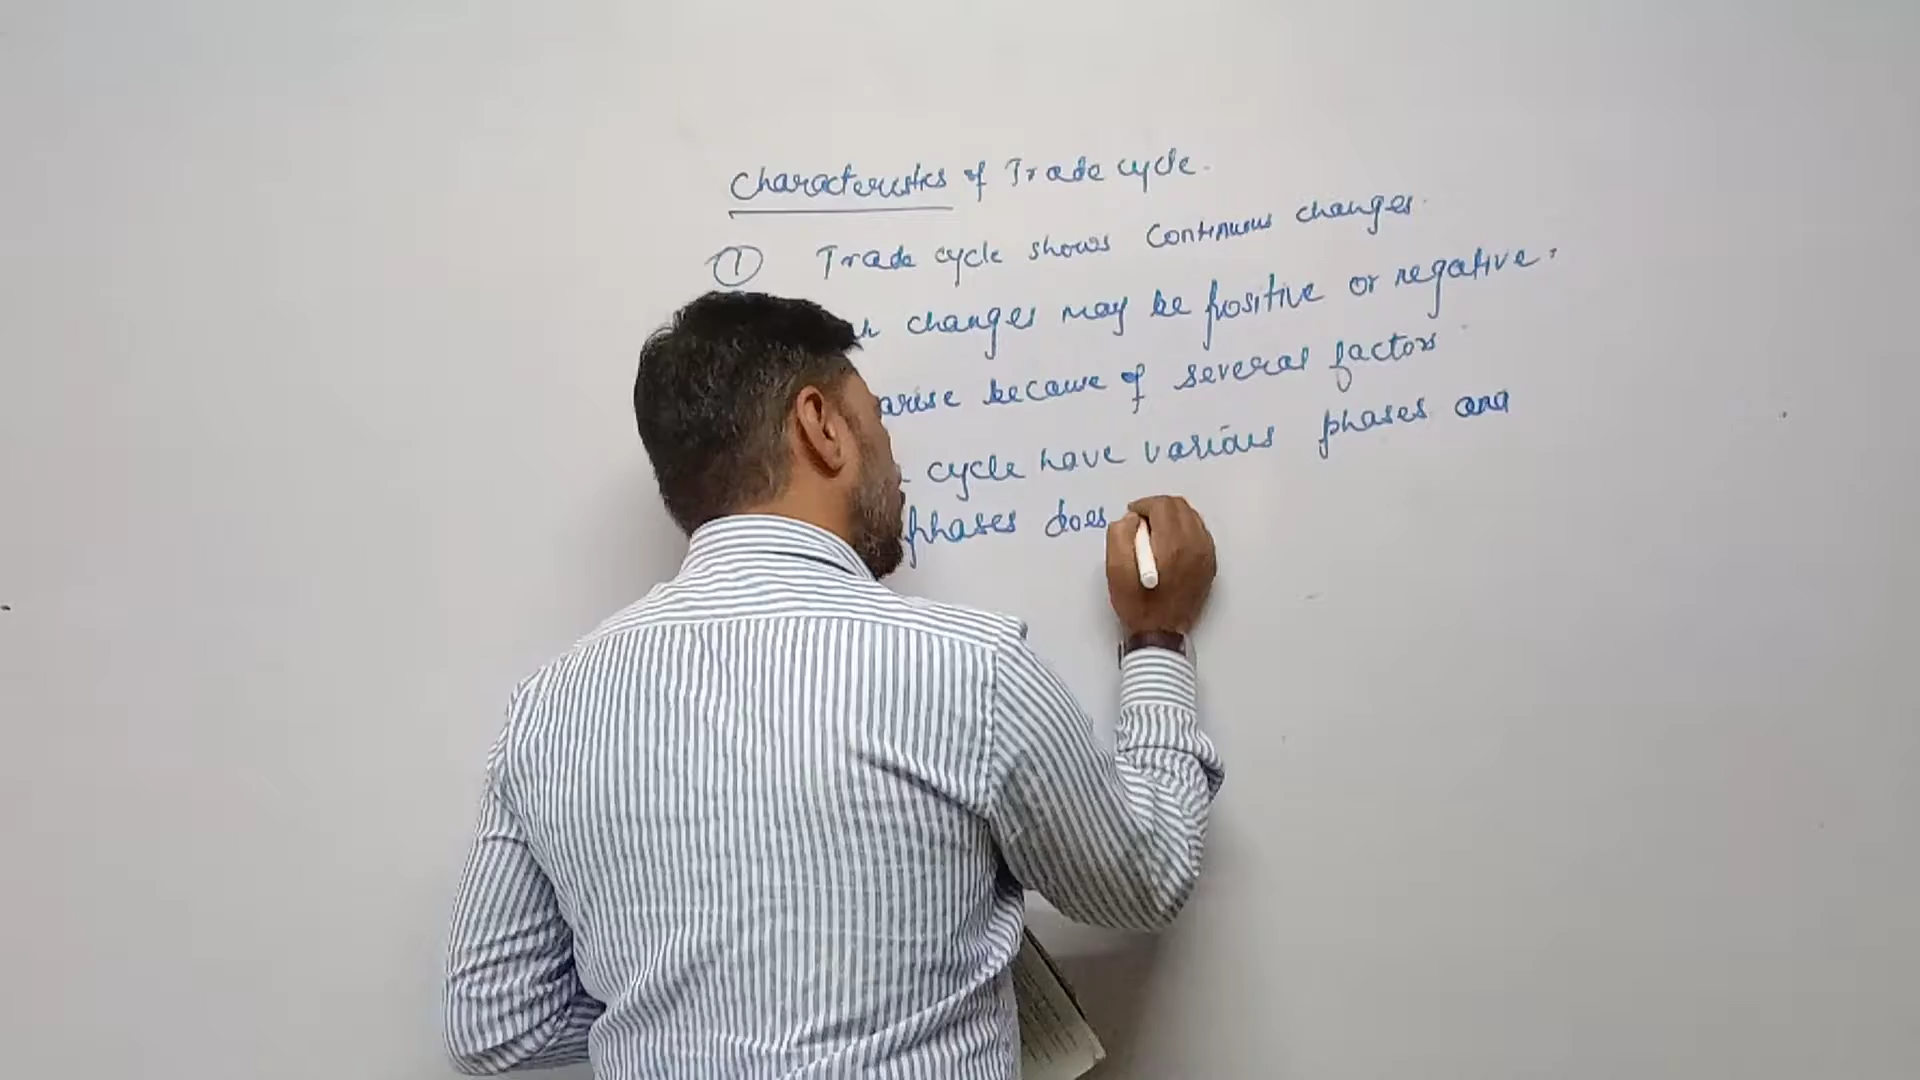 Characteristics of Trade cycle.
① Trade cycle shows continuous changes.
changes may be positive or negative.
arise because of several factors
cycle have various phases and
phases does